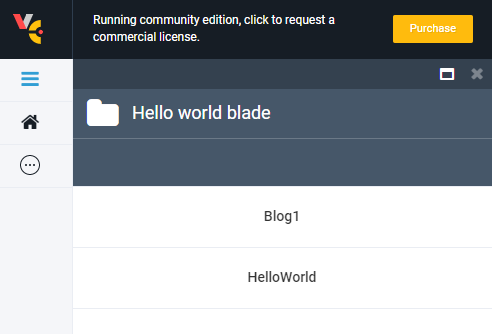 Running community edition, click to request a
commercial license.
Purchase
Hello world blade
Blog1
HelloWorld